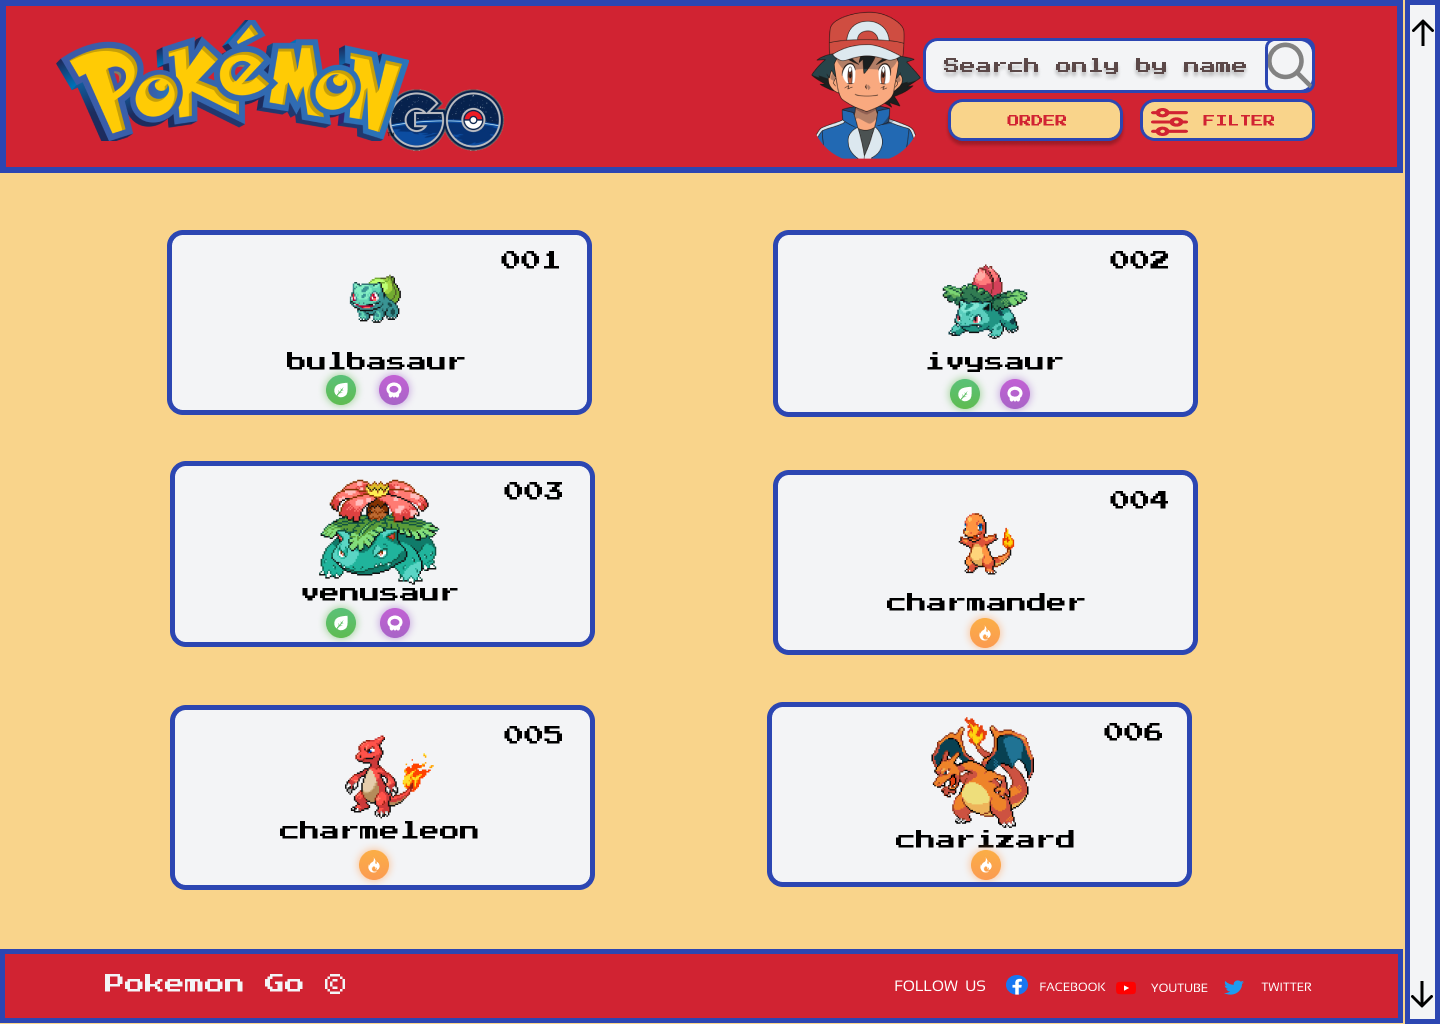 POKéMON
GO
Search only by name
ORDER
FILTER
001
bulbasaur
002
ivysaur
003
venusaur
004
charmander
005
charmeleon
006
charizard
Pokemon Go ©
FOLLOW US
FACEBOOK
YOUTUBE
TWITTER